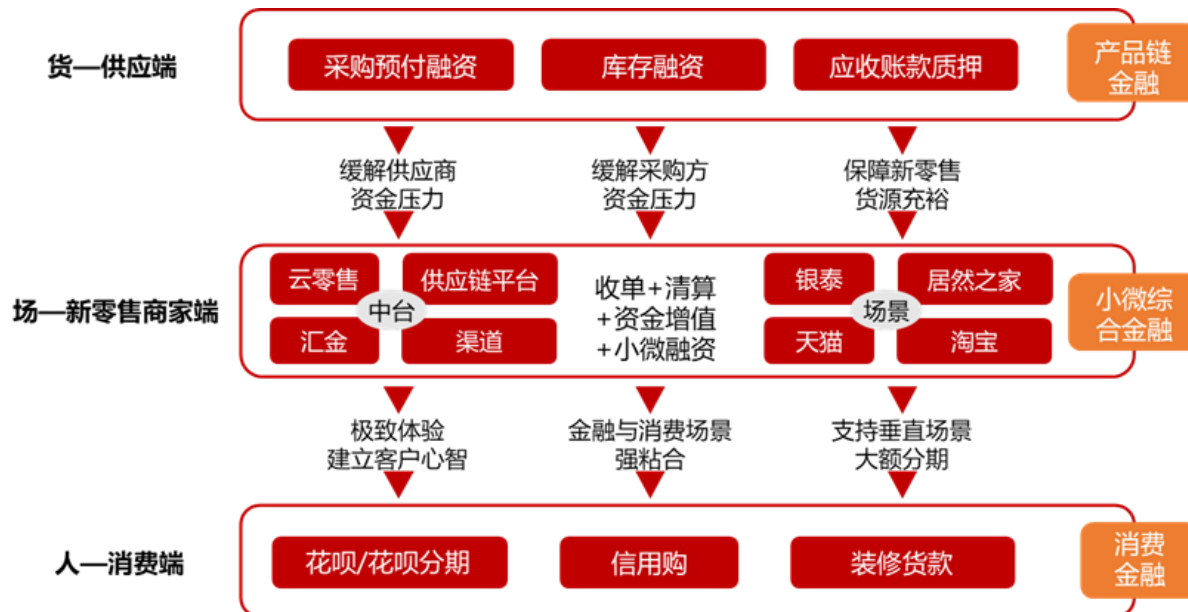 货—供应端
采购预付融资
库存融资
应收账款质押
产品链
金融
缓解供应商
资金压力
缓解采购方
资金压力
保障新零售
货源充裕
场—新零售商家端
云零售
供应链平台
中台
汇金
渠道
收单+清算
+资金增值
+小微融资
银泰
居然之家
场景
天猫
淘宝
小微综
合金融
极致体验
建立客户心智
金融与消费场景
强粘合
支持垂直场景
大额分期
人—消费端
花呗/花呗分期
信用购
装修货款
消费
金融